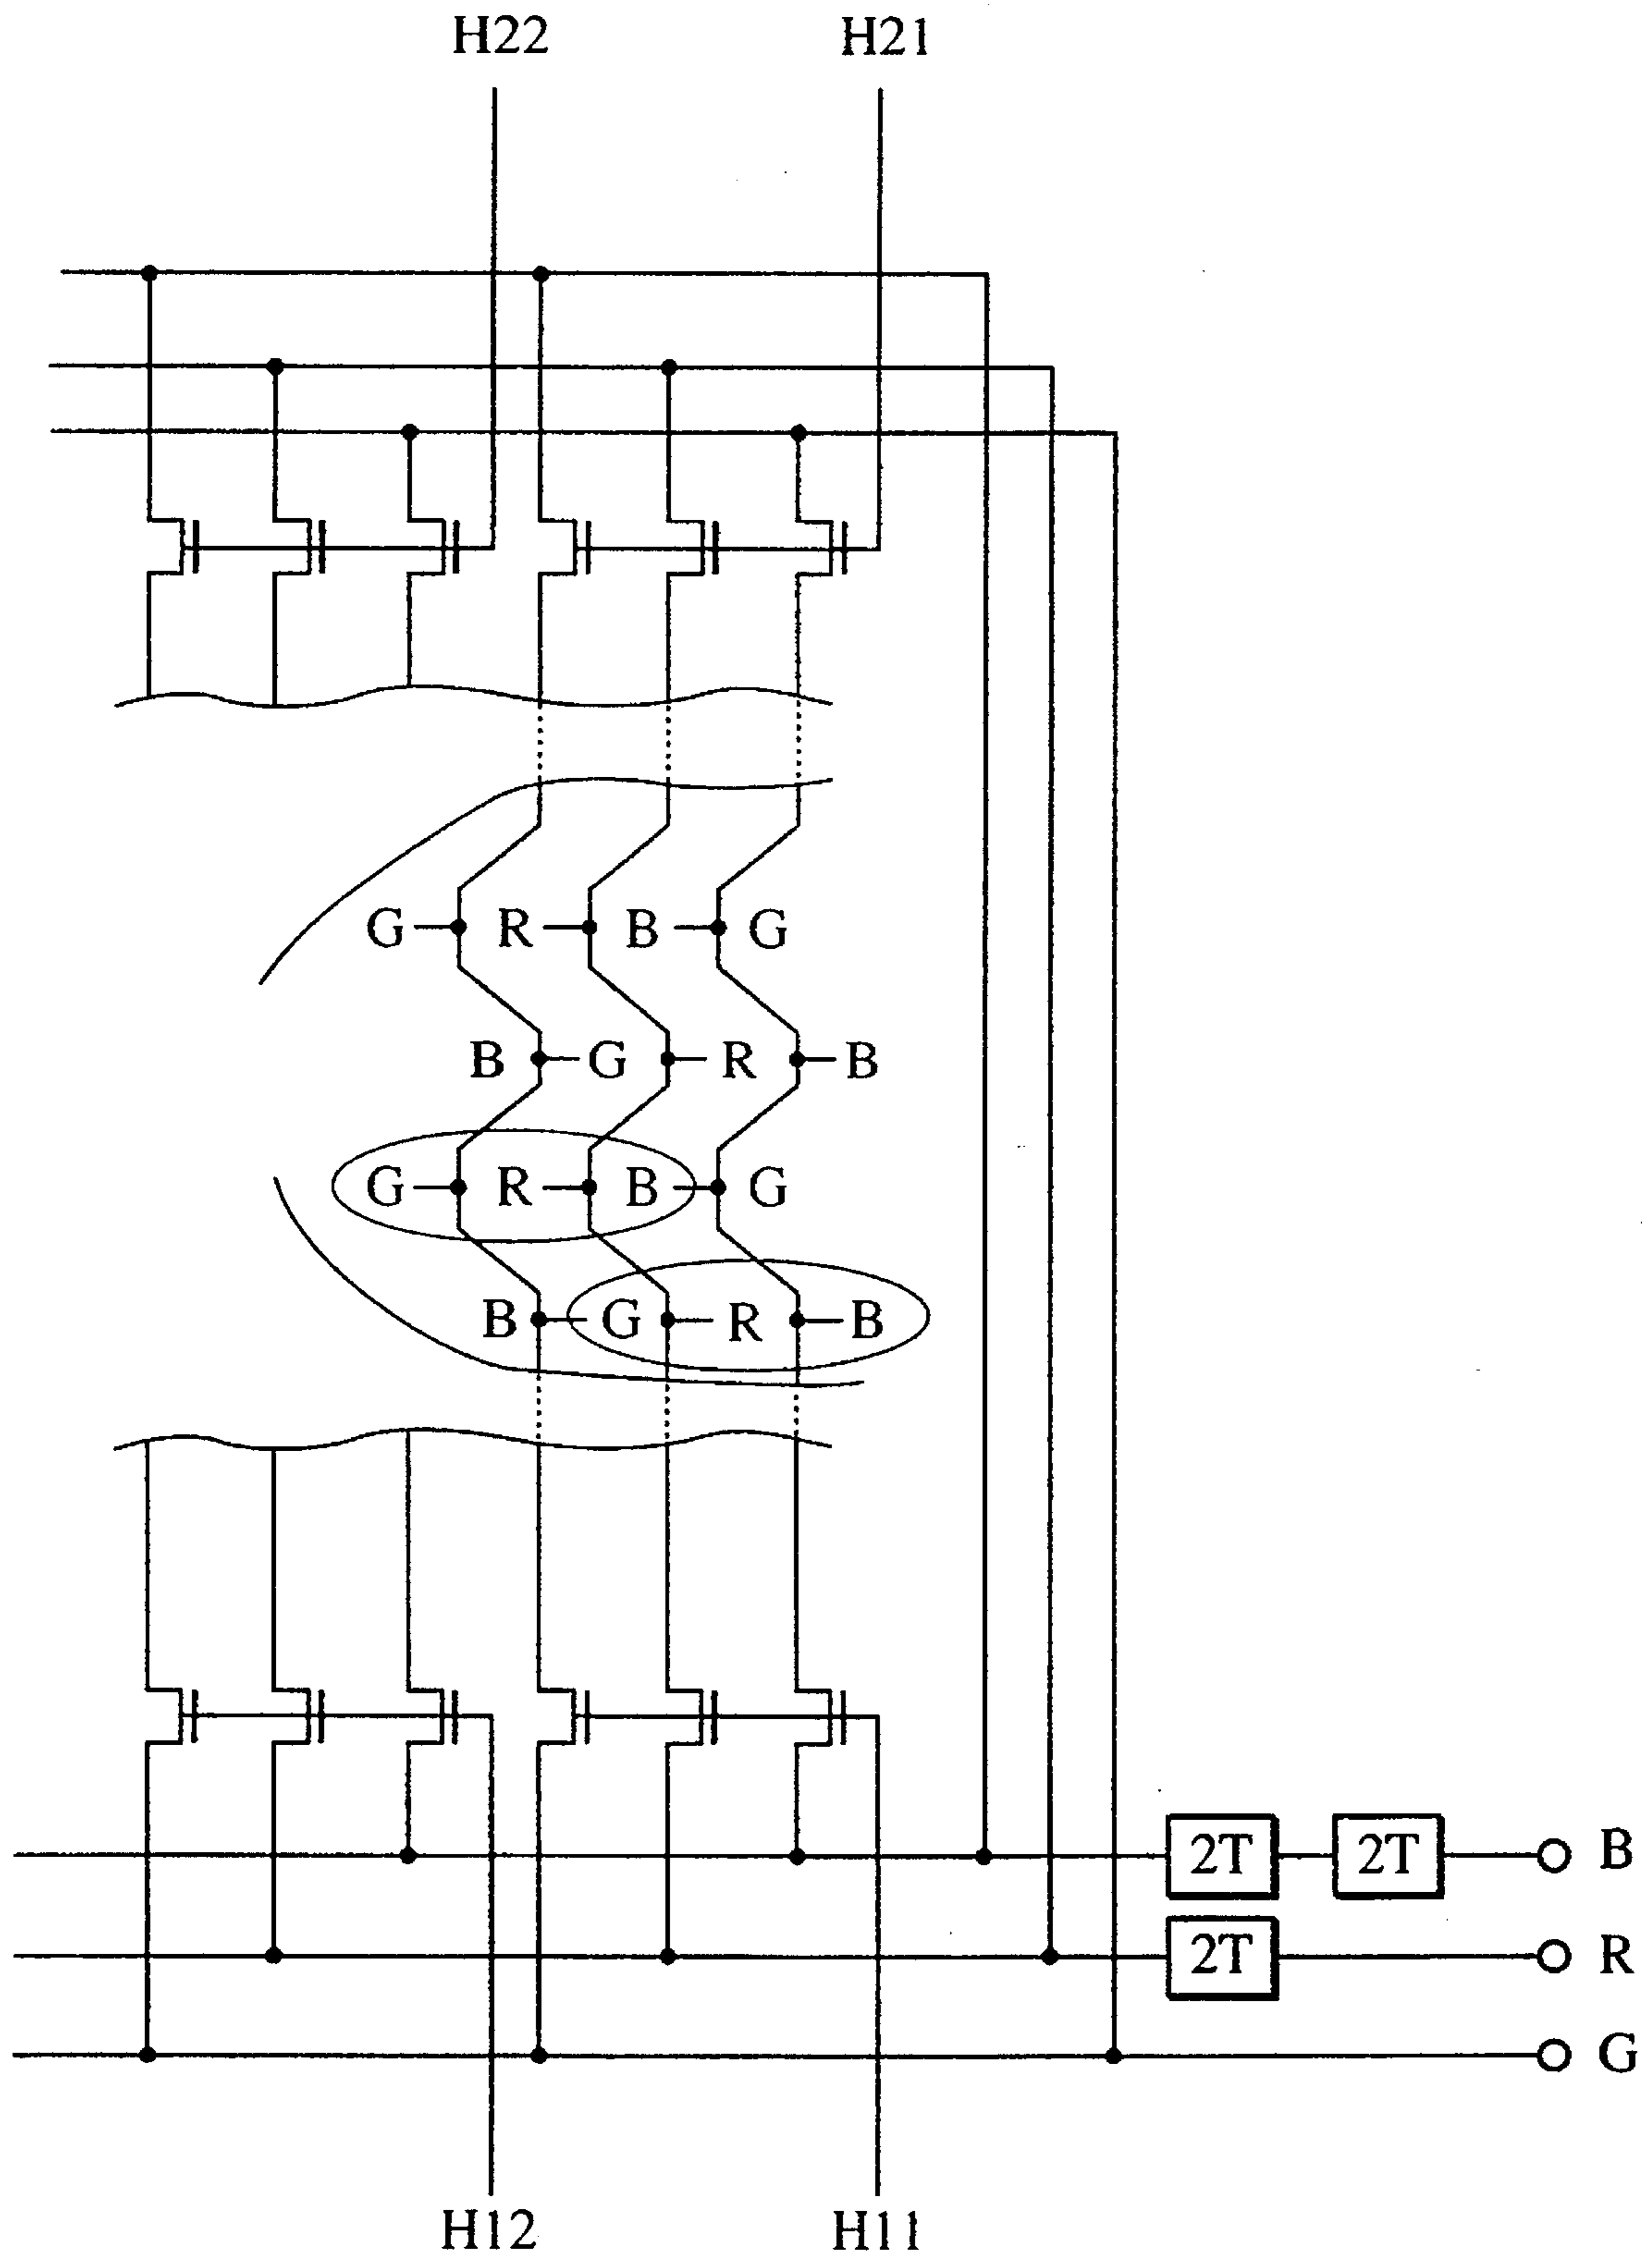 H22 H21
G R B G
B G R B
G R B G
B G R B
2T 2T B
2T R
G
H12 H11